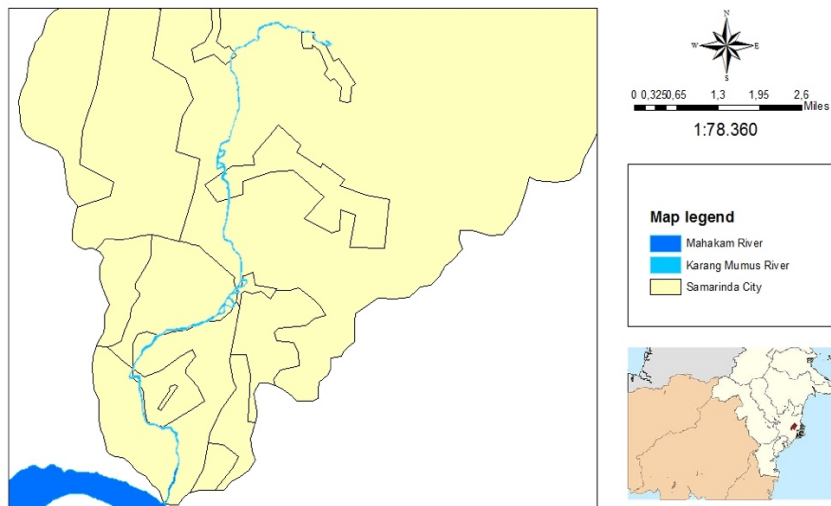 N
W E
S
0 0,325 0,65 1,3 1,95 2,6
Miles
1:78.360
Map legend
Mahakam River
Karang Mumus River
Samarinda City